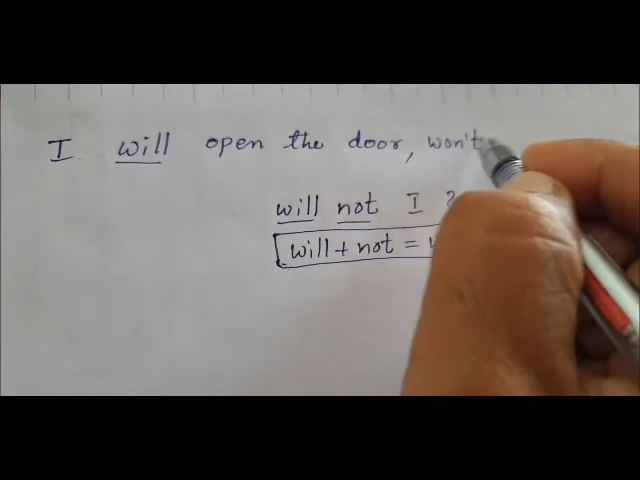 I will open the door, won't
will not I ?
will + not =